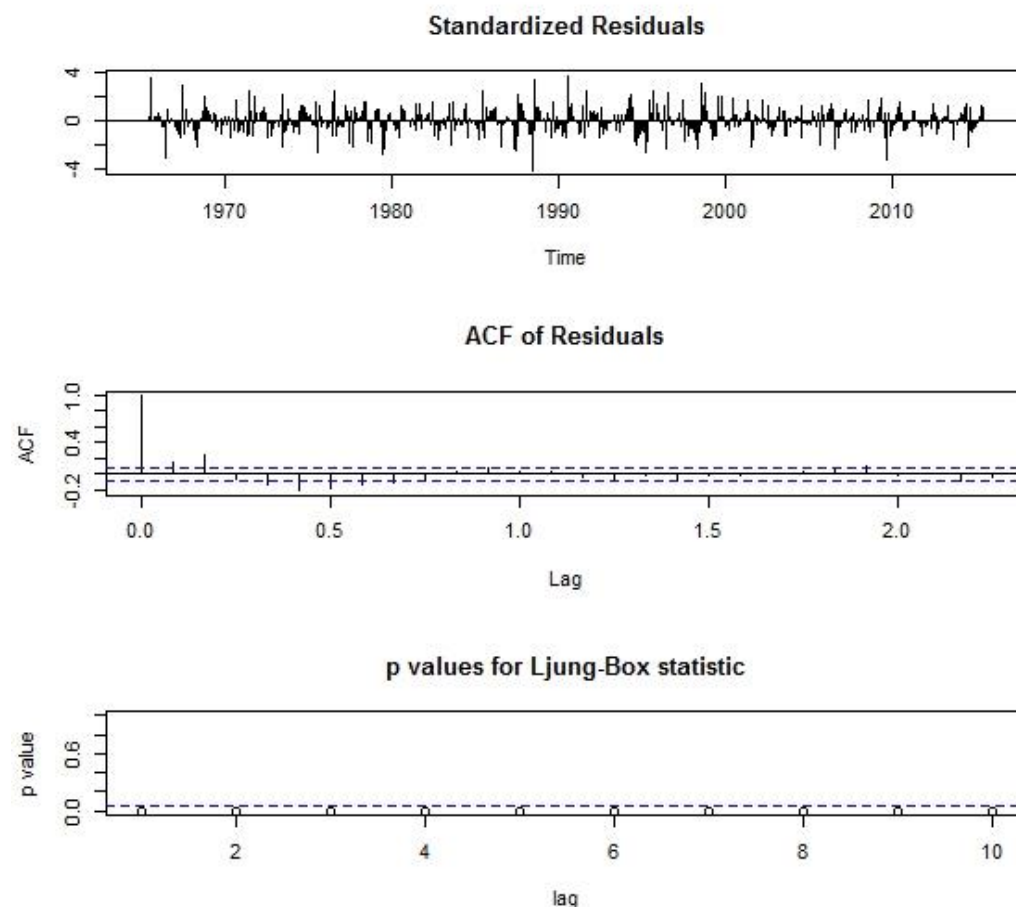 Standardized Residuals
4
0
-4
1970 1980 1990 2000 2010
Time
ACF of Residuals
ACF
1.0
0.4
-0.2
0.0 0.5 1.0 1.5 2.0
Lag
p values for Ljung-Box statistic
p value
0.6
0.0
2 4 6 8 10
lag